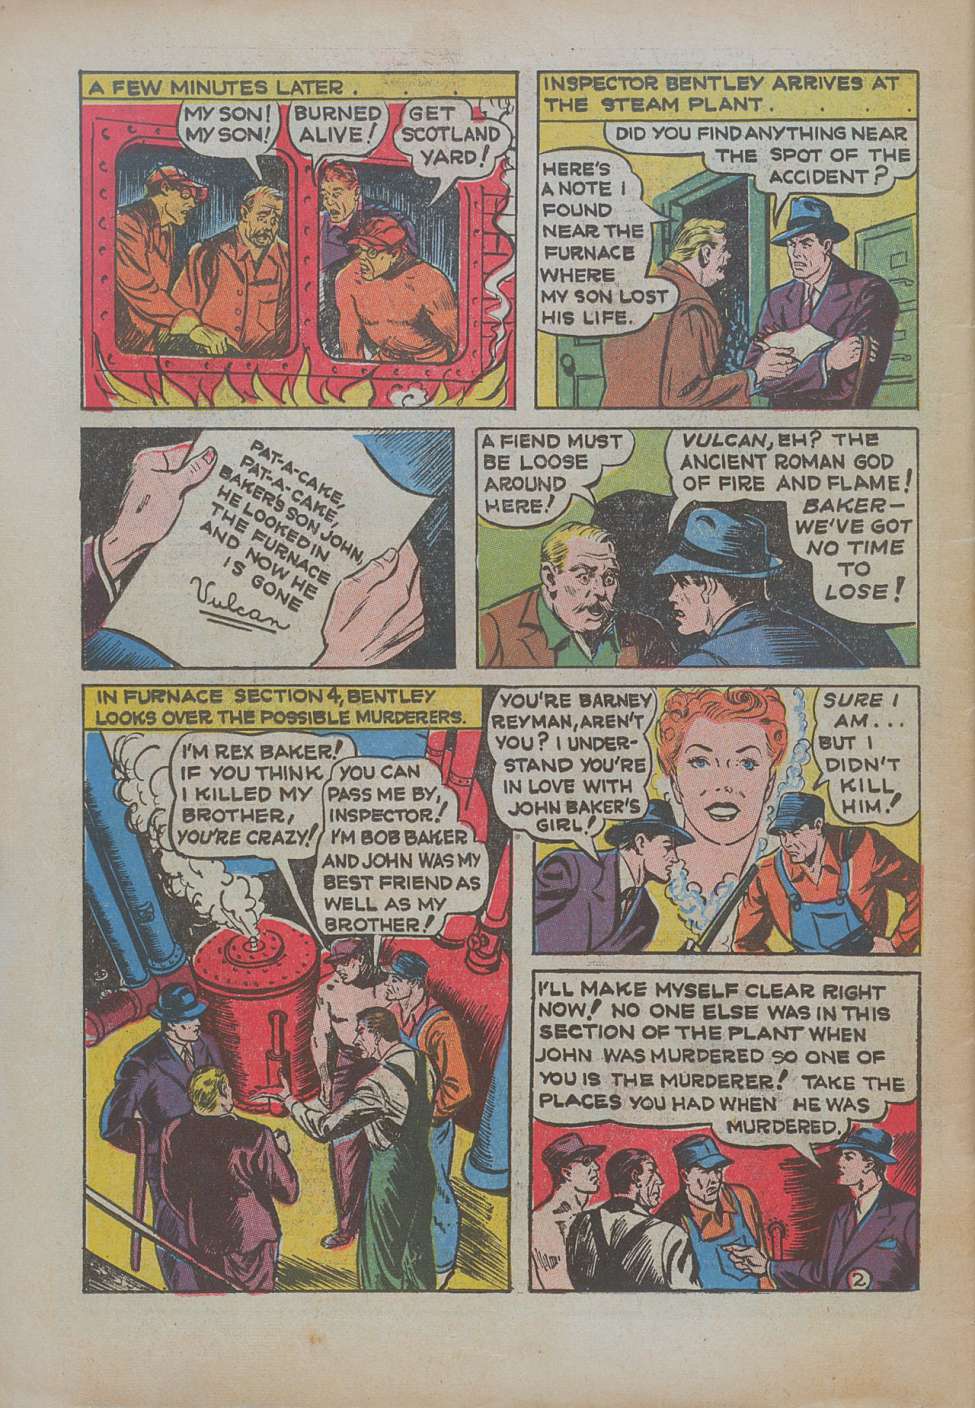 A FEW MINUTES LATER . . . .
MY SON!
MY SON!
BURNED
ALIVE!
GET
SCOTLAND
YARD!
INSPECTOR BENTLEY ARRIVES AT
THE STEAM PLANT. . . . .
DID YOU FIND ANYTHING NEAR
THE SPOT OF THE
ACCIDENT?
HERE'S
A NOTE I
FOUND
NEAR THE
FURNACE
WHERE
MY SON LOST
HIS LIFE.
PAT-A-CAKE,
PAT-A-CAKE,
BAKER'S SON JOHN,
HE LOOKED IN
THE FURNACE
AND NOW HE
IS GONE
Vulcan
A FIEND MUST
BE LOOSE
AROUND
HERE!
VULCAN, EH? THE
ANCIENT ROMAN GOD
OF FIRE AND FLAME!
BAKER—
WE'VE GOT
NO TIME
TO
LOSE!
IN FURNACE SECTION 4, BENTLEY
LOOKS OVER THE POSSIBLE MURDERERS.
I'M REX BAKER!
IF YOU THINK
I KILLED MY
BROTHER,
YOU'RE CRAZY!
YOU CAN
PASS ME BY,
INSPECTOR!
I'M BOB BAKER
AND JOHN WAS MY
BEST FRIEND AS
WELL AS MY
BROTHER!
YOU'RE BARNEY
REYMAN, AREN'T
YOU? I UNDER-
STAND YOU'RE
IN LOVE WITH
JOHN BAKER'S
GIRL!
SURE I
AM...
BUT I
DIDN'T
KILL
HIM!
I'LL MAKE MYSELF CLEAR RIGHT
NOW! NO ONE ELSE WAS IN THIS
SECTION OF THE PLANT WHEN
JOHN WAS MURDERED SO ONE OF
YOU IS THE MURDERER! TAKE THE
PLACES YOU HAD WHEN HE WAS
MURDERED.
2